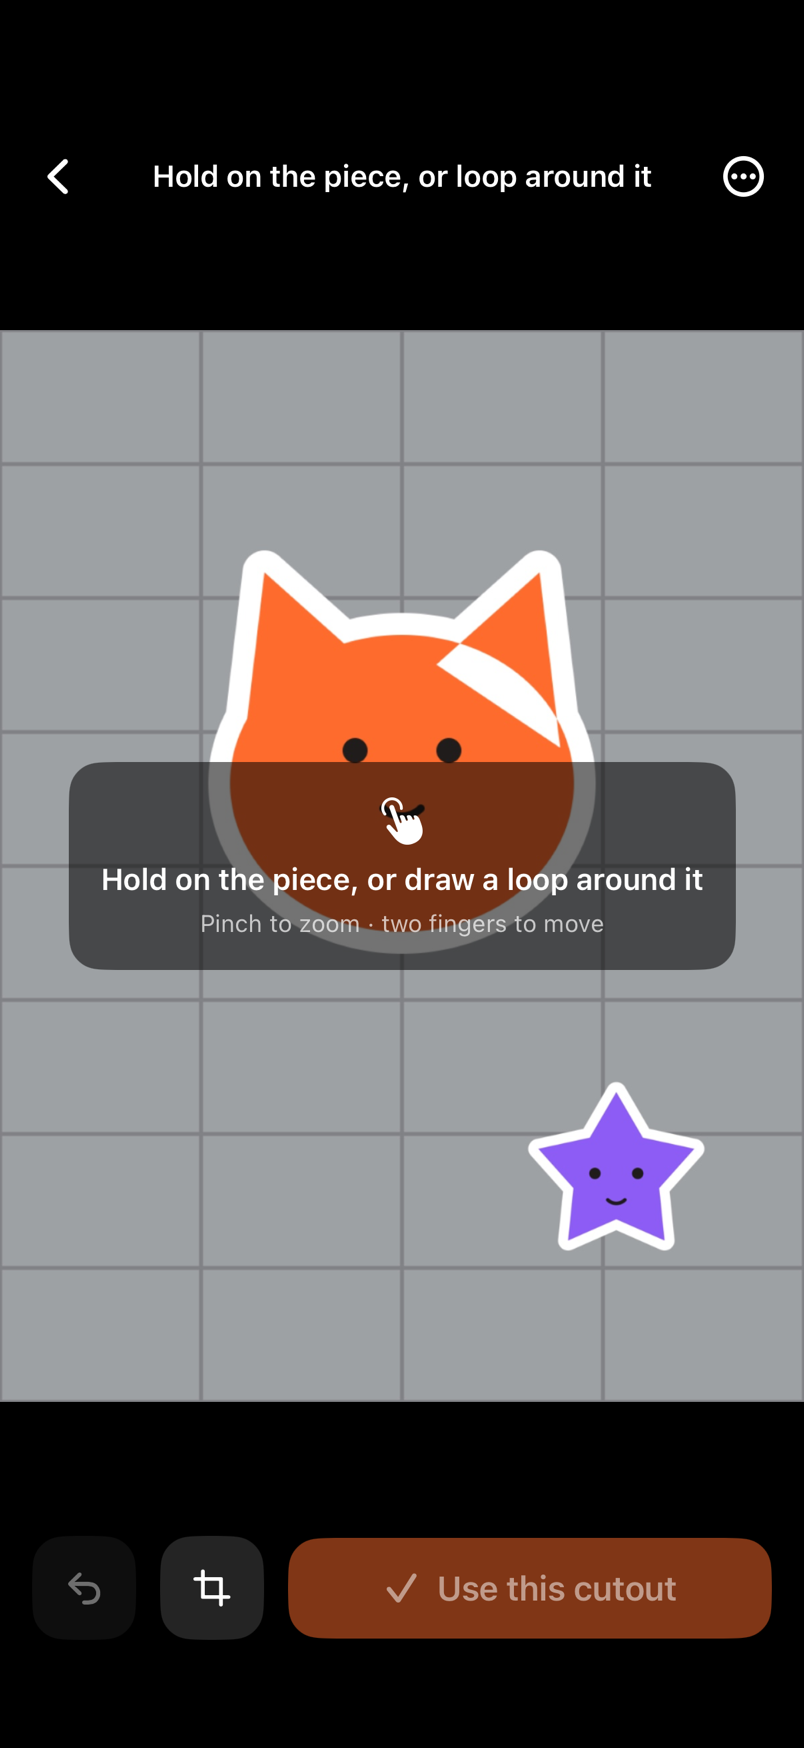 Hold on the piece, or loop around it
Hold on the piece, or draw a loop around it
Pinch to zoom · two fingers to move
Use this cutout